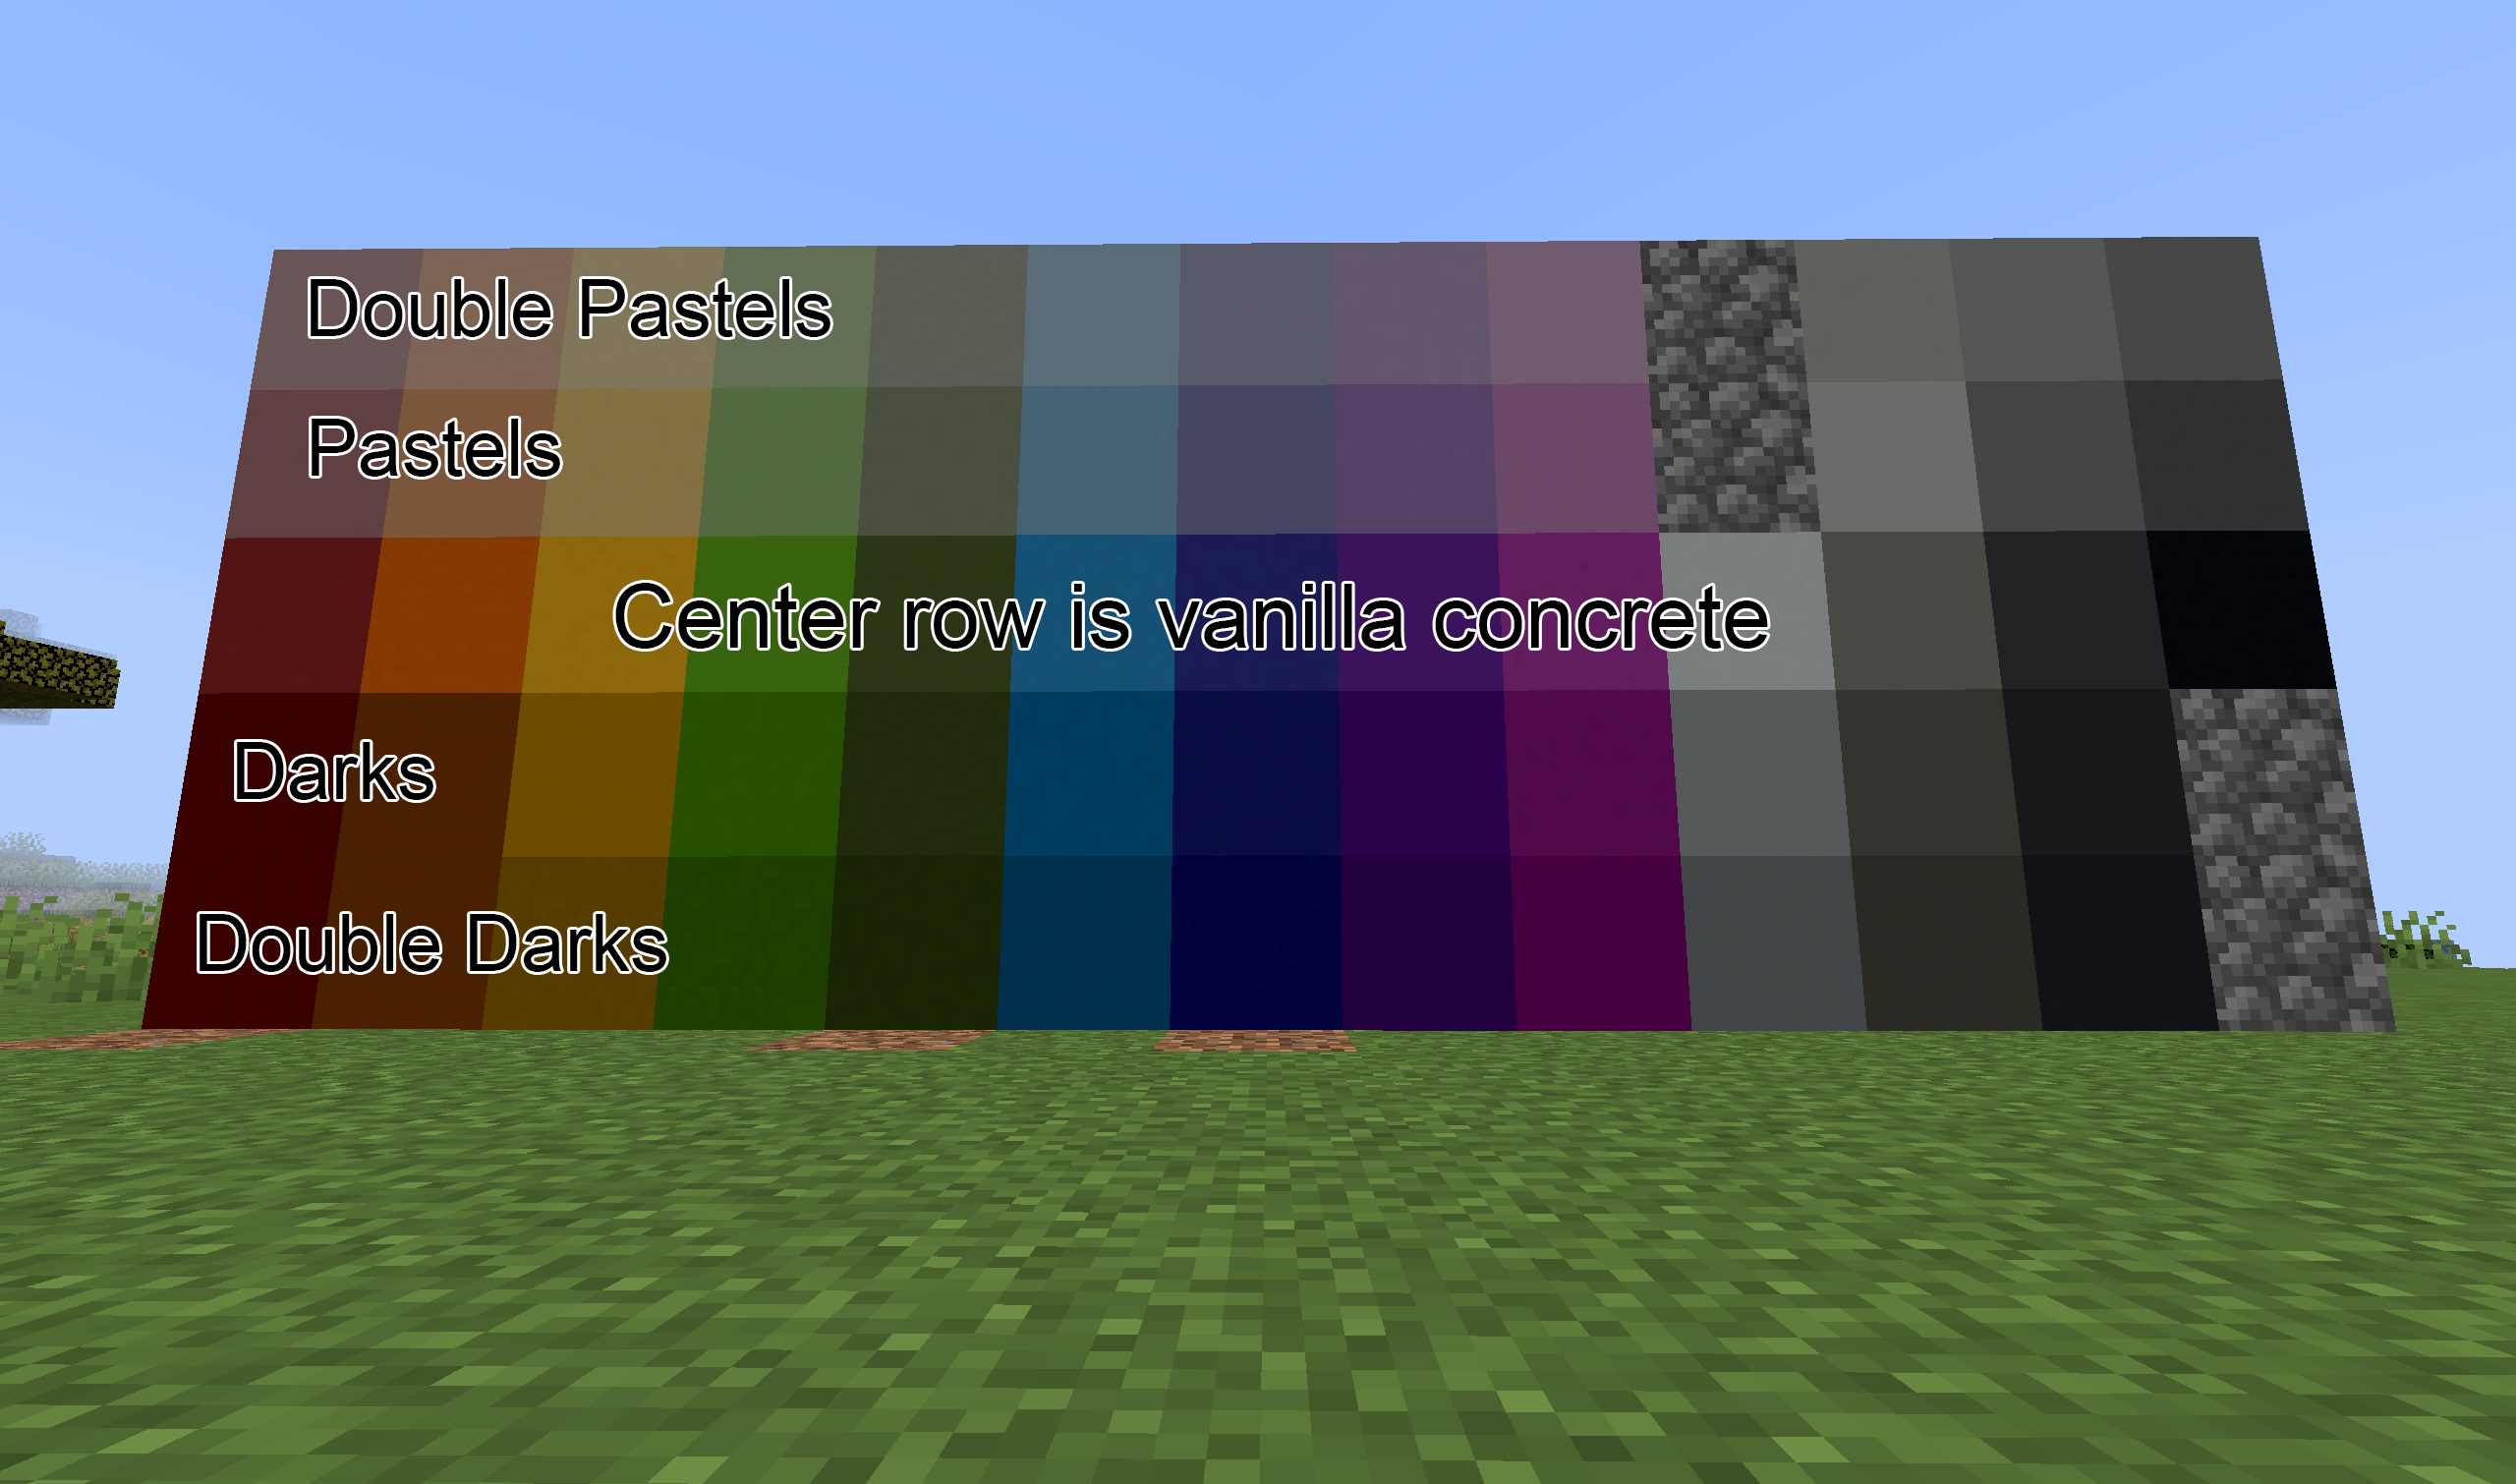 Double Pastels
Pastels
Center row is vanilla concrete
Darks
Double Darks